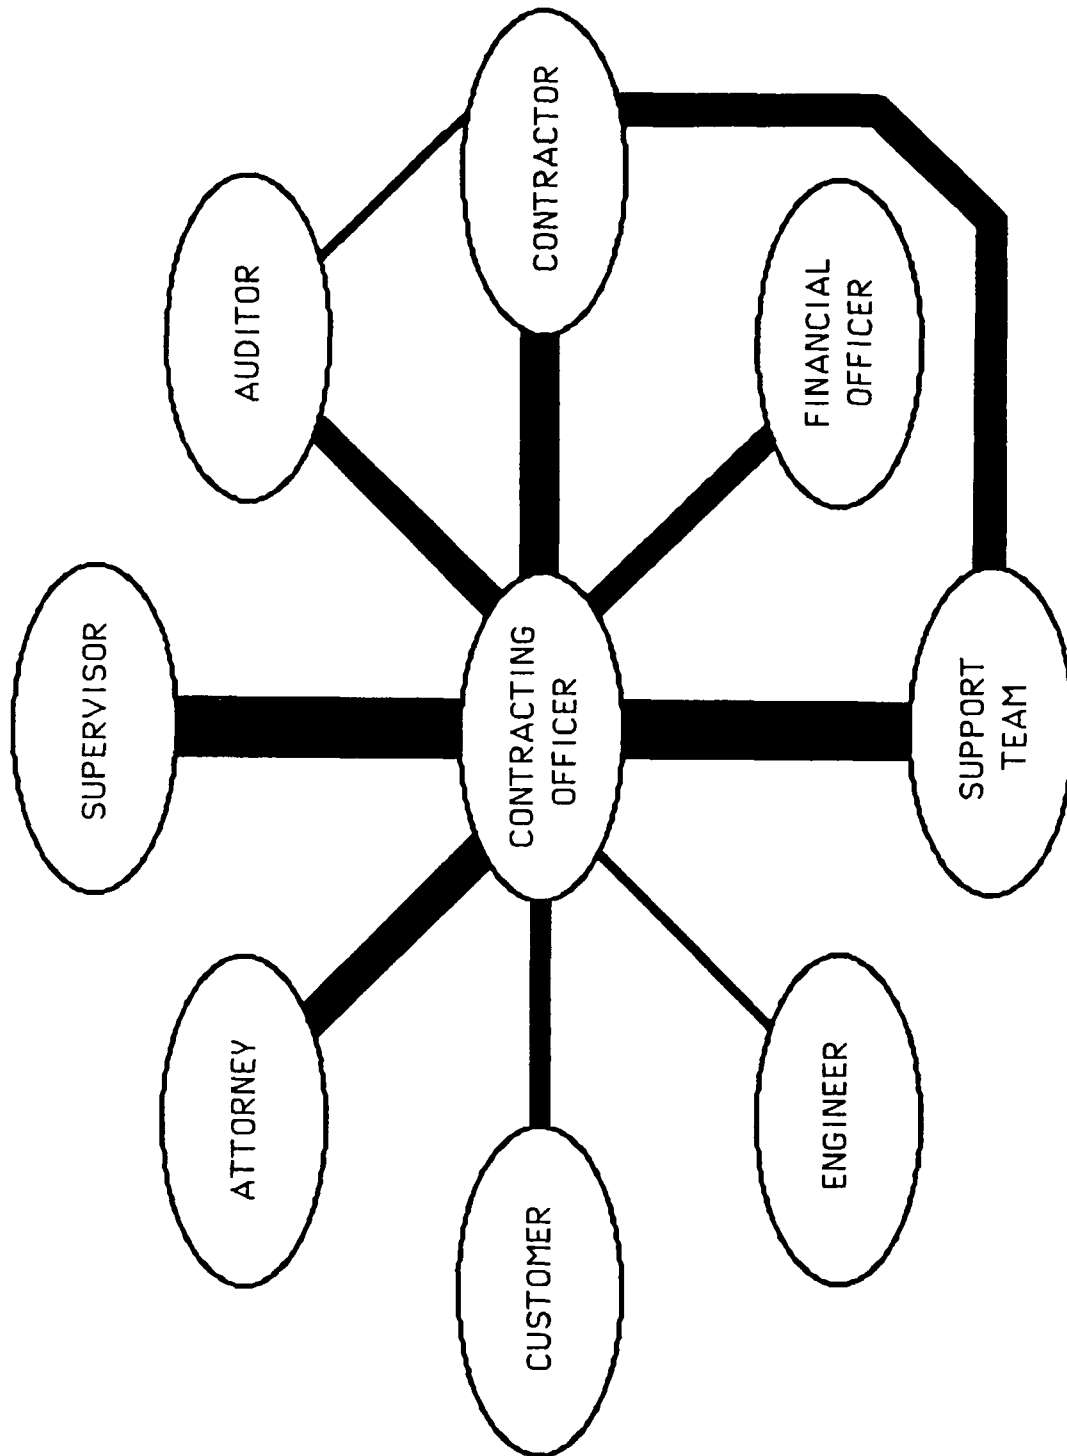 SUPERVISOR
ATTORNEY
AUDITOR
CUSTOMER
CONTRACTING
OFFICER
CONTRACTOR
ENGINEER
FINANCIAL
OFFICER
SUPPORT
TEAM